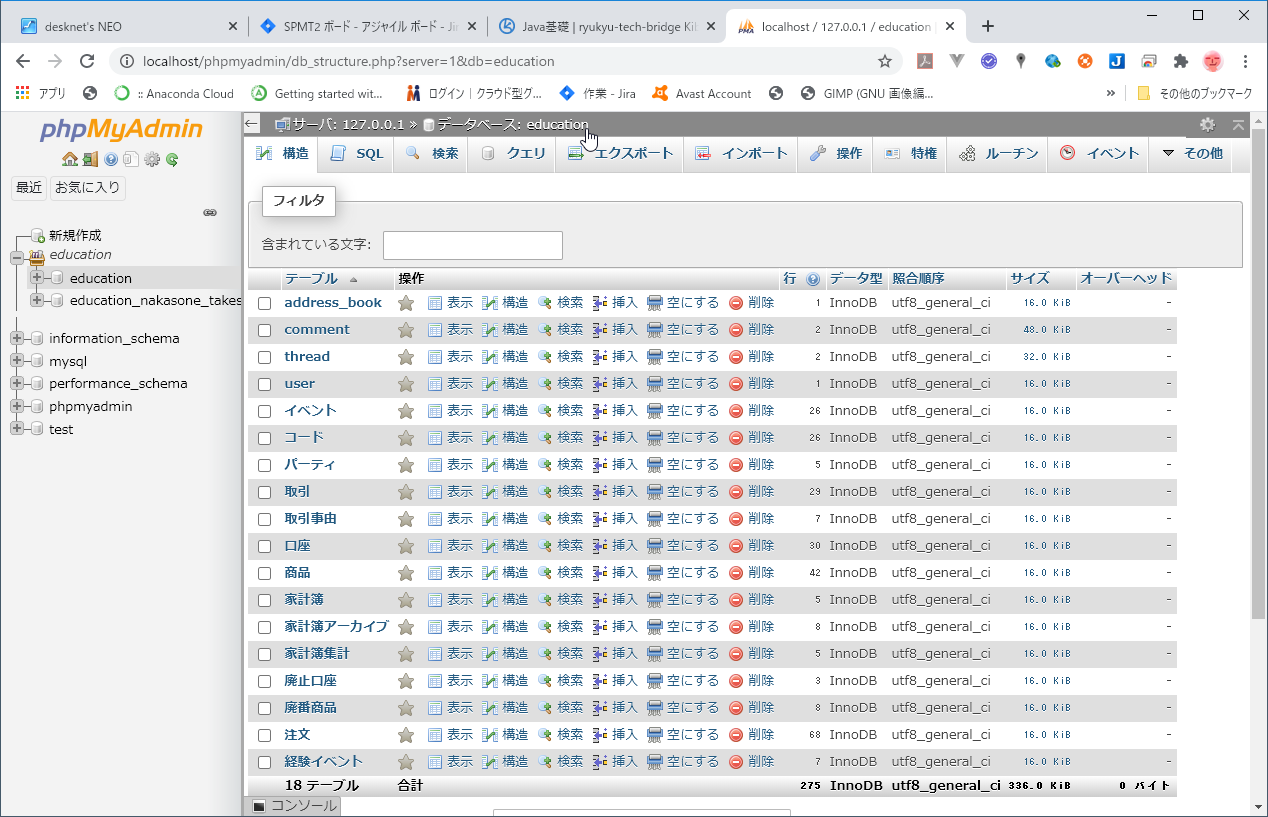 desknet's NEO
SPMT2 ボード - アジャイル ボード - Jir
Java基礎 | ryukyu-tech-bridge Kib
localhost / 127.0.0.1 / education
localhost/phpmyadmin/db_structure.php?server=1&db=education
アプリ
:: Anaconda Cloud
Getting started wit...
ログイン | クラウド型グ...
作業 - Jira
Avast Account
GIMP (GNU 画像編...
»
その他のブックマーク
phpMyAdmin
最近 お気に入り
新規作成
education
education
education_nakasone_takes
information_schema
mysql
performance_schema
phpmyadmin
test
サーバ: 127.0.0.1 » データベース: education
構造 SQL 検索 クエリ エクスポート インポート 操作 特権 ルーチン イベント その他
フィルタ
含まれている文字:
テーブル 操作 行 データ型 照合順序 サイズ オーバーヘッド
address_book 表示 構造 検索 挿入 空にする 削除 1 InnoDB utf8_general_ci 16.0 KiB -
comment 表示 構造 検索 挿入 空にする 削除 2 InnoDB utf8_general_ci 48.0 KiB -
thread 表示 構造 検索 挿入 空にする 削除 2 InnoDB utf8_general_ci 32.0 KiB -
user 表示 構造 検索 挿入 空にする 削除 1 InnoDB utf8_general_ci 16.0 KiB -
イベント 表示 構造 検索 挿入 空にする 削除 26 InnoDB utf8_general_ci 16.0 KiB -
コード 表示 構造 検索 挿入 空にする 削除 26 InnoDB utf8_general_ci 16.0 KiB -
パーティ 表示 構造 検索 挿入 空にする 削除 5 InnoDB utf8_general_ci 16.0 KiB -
取引 表示 構造 検索 挿入 空にする 削除 29 InnoDB utf8_general_ci 16.0 KiB -
取引事由 表示 構造 検索 挿入 空にする 削除 7 InnoDB utf8_general_ci 16.0 KiB -
口座 表示 構造 検索 挿入 空にする 削除 30 InnoDB utf8_general_ci 16.0 KiB -
商品 表示 構造 検索 挿入 空にする 削除 42 InnoDB utf8_general_ci 16.0 KiB -
家計簿 表示 構造 検索 挿入 空にする 削除 5 InnoDB utf8_general_ci 16.0 KiB -
家計簿アーカイブ 表示 構造 検索 挿入 空にする 削除 8 InnoDB utf8_general_ci 16.0 KiB -
家計簿集計 表示 構造 検索 挿入 空にする 削除 5 InnoDB utf8_general_ci 16.0 KiB -
廃止口座 表示 構造 検索 挿入 空にする 削除 3 InnoDB utf8_general_ci 16.0 KiB -
廃番商品 表示 構造 検索 挿入 空にする 削除 8 InnoDB utf8_general_ci 16.0 KiB -
注文 表示 構造 検索 挿入 空にする 削除 68 InnoDB utf8_general_ci 16.0 KiB -
経験イベント 表示 構造 検索 挿入 空にする 削除 7 InnoDB utf8_general_ci 16.0 KiB -
18 テーブル 合計 275 InnoDB utf8_general_ci 336.0 KiB 0 バイト
コンソール